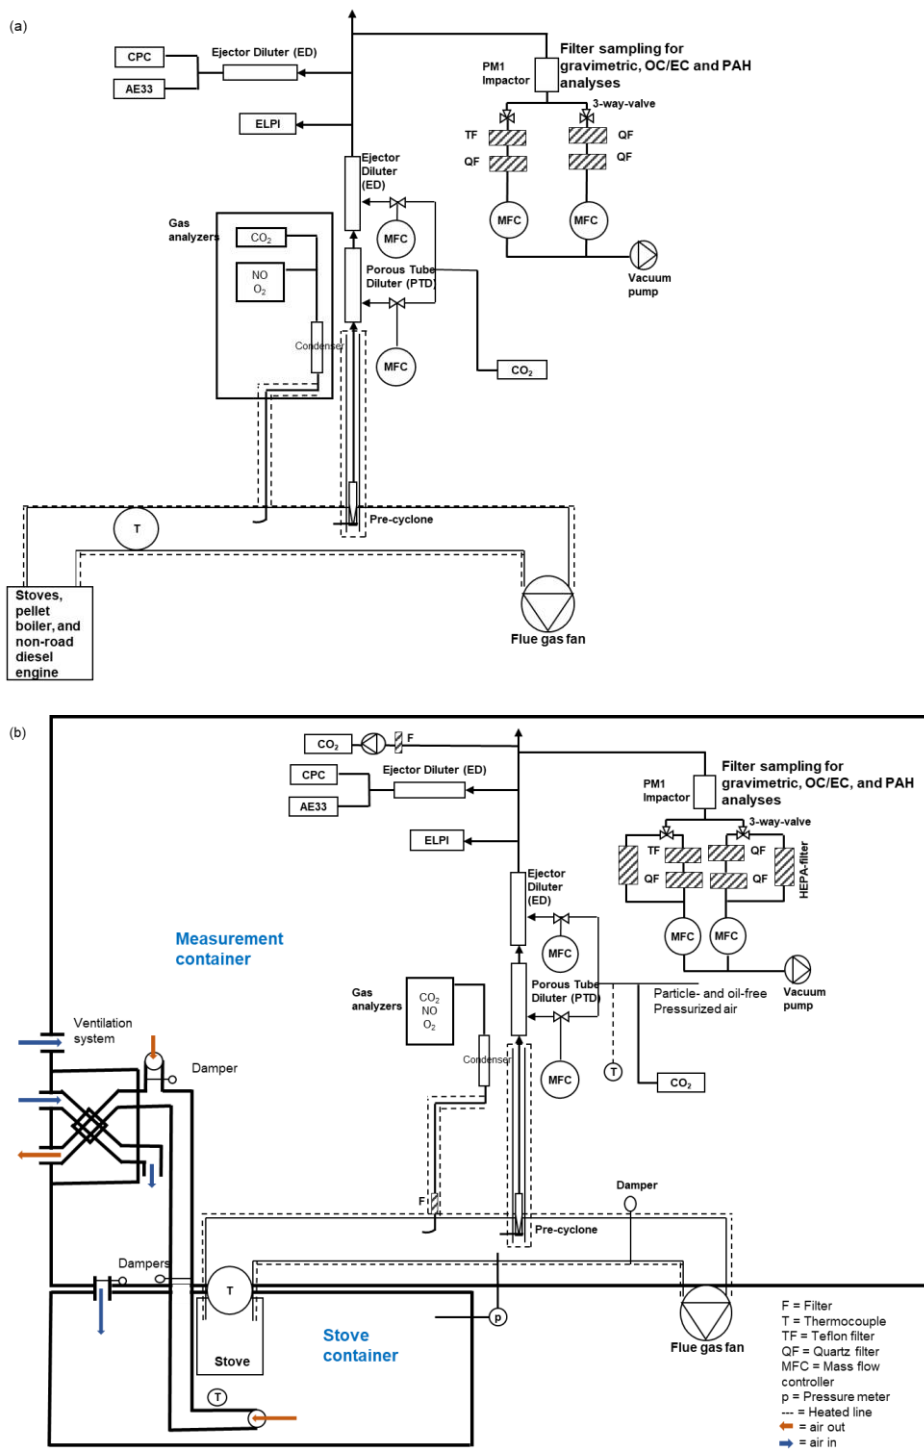 (a)
CPC
AE33
Ejector Diluter (ED)
ELPI
PM1
Impactor
Filter sampling for
gravimetric, OC/EC and PAH
analyses
3-way-valve
TF
QF
QF
QF
MFC
MFC
Vacuum
pump
Ejector
Diluter
(ED)
MFC
Gas
analyzers
CO2
NO
O2
Condenser
Porous Tube
Diluter (PTD)
MFC
CO2
Pre-cyclone
T
Stoves,
pellet
boiler, and
non-road
diesel
engine
Flue gas fan
(b)
CO2
F
CPC
AE33
Ejector Diluter (ED)
ELPI
PM1
Impactor
Filter sampling for
gravimetric, OC/EC, and PAH
analyses
3-way-valve
TF
QF
QF
QF
HEPA-filter
MFC
MFC
Vacuum
pump
Ejector
Diluter
(ED)
MFC
Measurement
container
Gas
analyzers
CO2
NO
O2
Condenser
Porous Tube
Diluter (PTD)
MFC
Particle- and oil-free
Pressurized air
T
CO2
Ventilation
system
Damper
F
Pre-cyclone
Damper
Dampers
T
Stove
Stove
container
p
T
Flue gas fan
F = Filter
T = Thermocouple
TF = Teflon filter
QF = Quartz filter
MFC = Mass flow
controller
p = Pressure meter
--- = Heated line
= air out
= air in